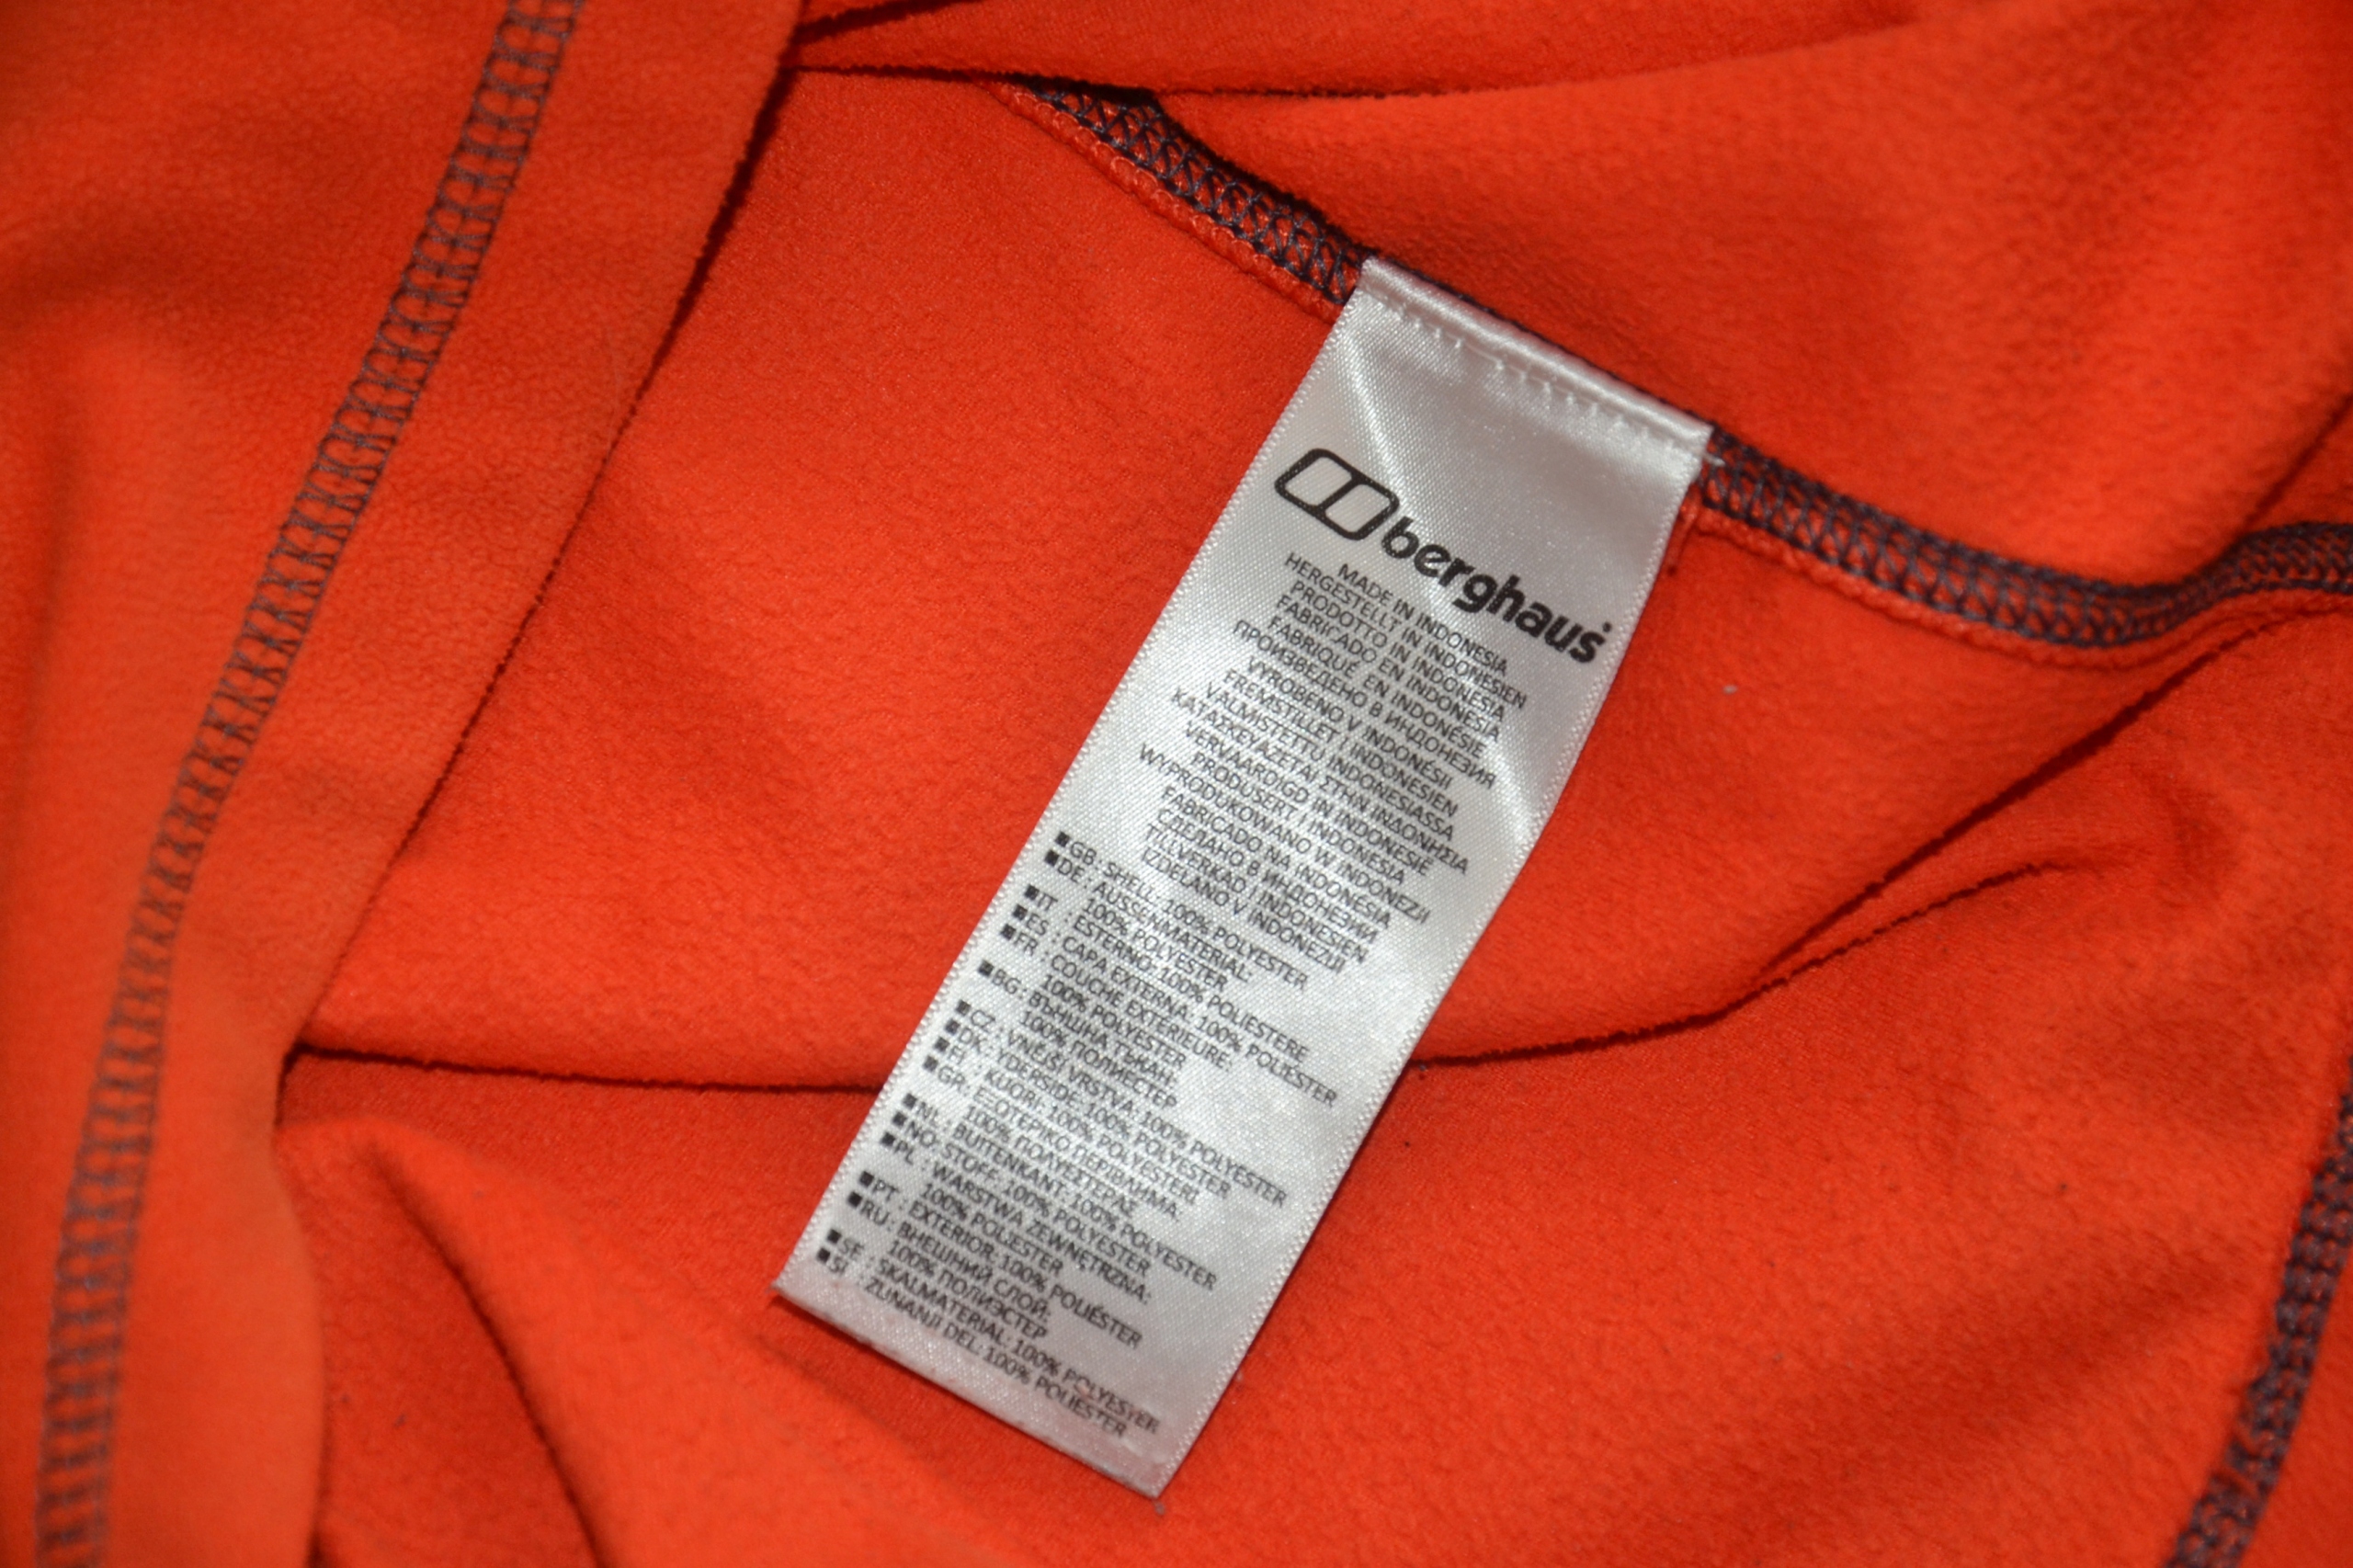 berghaus
MADE IN INDONESIA
HERGESTELLT IN INDONESIEN
PRODOTTO IN INDONESIA
FABRICADO EN INDONESIA
FABRIQUÉ EN INDONÉSIE
ПРОИЗВЕДЕНО В ИНДОНЕЗИЯ
VYROBENO V INDONÉSII
FREMSTILLET I INDONESIEN
VALMISTETTU INDONESIASSA
ΚΑΤΑΣΚΕΥΑΖΕΤΑΙ ΣΤΗΝ ΙΝΔΟΝΗΣΙΑ
VERVAARDIGD IN INDONESIË
PRODUSERT I INDONESIA
WYPRODUKOWANO W INDONEZJI
FABRICADO NA INDONÉSIA
СДЕЛАНО В ИНДОНЕЗИИ
TILLVERKAD I INDONESIEN
IZDELANO V INDONEZIJI
■GB: SHELL: 100% POLYESTER
■DE: AUSSENMATERIAL:
100% POLYESTER
■IT : ESTERNO: 100% POLIESTERE
■ES : CAPA EXTERNA: 100% POLIÉSTER
■FR : COUCHE EXTÉRIEURE:
100% POLYESTER
■BG: ВЪНШНА ТЪКАН:
100% ПОЛИЕСТЕР
■CZ : VNĚJŠÍ VRSTVA: 100% POLYESTER
■DK: YDERSIDE: 100% POLYESTER
■FI : KUORI: 100% POLYESTERI
■GR: ΕΞΩΤΕΡΙΚΟ ΠΕΡΙΒΛΗΜΑ:
100% ΠΟΛΥΕΣΤΕΡΑΣ
■NL : BUITENKANT: 100% POLYESTER
■NO: STOFF: 100% POLYESTER
■PL : WARSTWA ZEWNĘTRZNA:
100% POLIESTER
■PT : EXTERIOR: 100% POLIÉSTER
■RU : ВНЕШНИЙ СЛОЙ:
100% ПОЛИЭСТЕР
■SE : SKALMATERIAL: 100% POLYESTER
■SI : ZUNANJI DEL: 100% POLIESTER